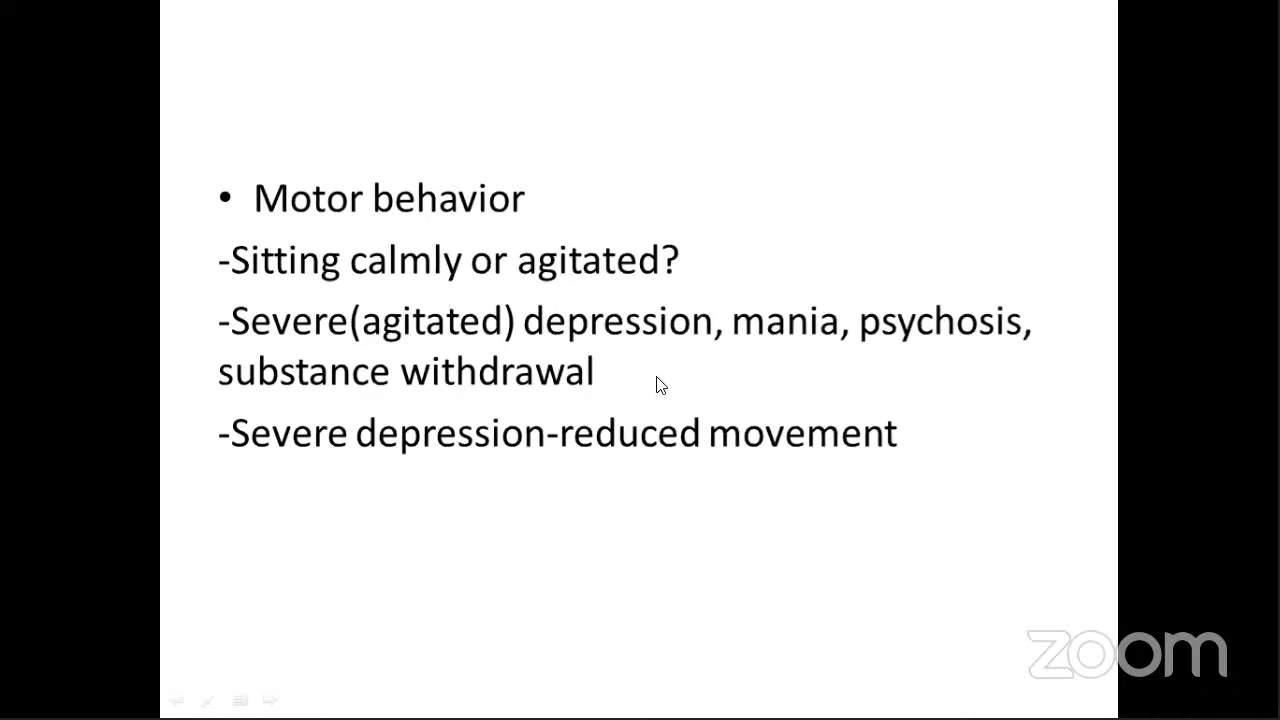 • Motor behavior
-Sitting calmly or agitated?
-Severe(agitated) depression, mania, psychosis,
substance withdrawal
-Severe depression-reduced movement
zoom